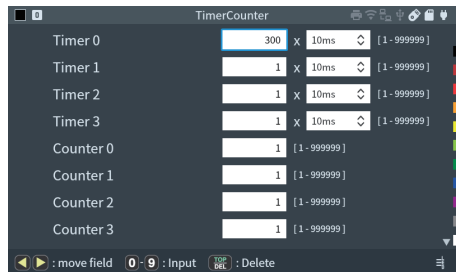 0 TimerCounter
Timer 0 300 x 10ms [1-999999]
Timer 1 1 x 10ms [1-999999]
Timer 2 1 x 10ms [1-999999]
Timer 3 1 x 10ms [1-999999]
Counter 0 1 [1-999999]
Counter 1 1 [1-999999]
Counter 2 1 [1-999999]
Counter 3 1 [1-999999]
: move field 0-9 : Input TOP DEL : Delete